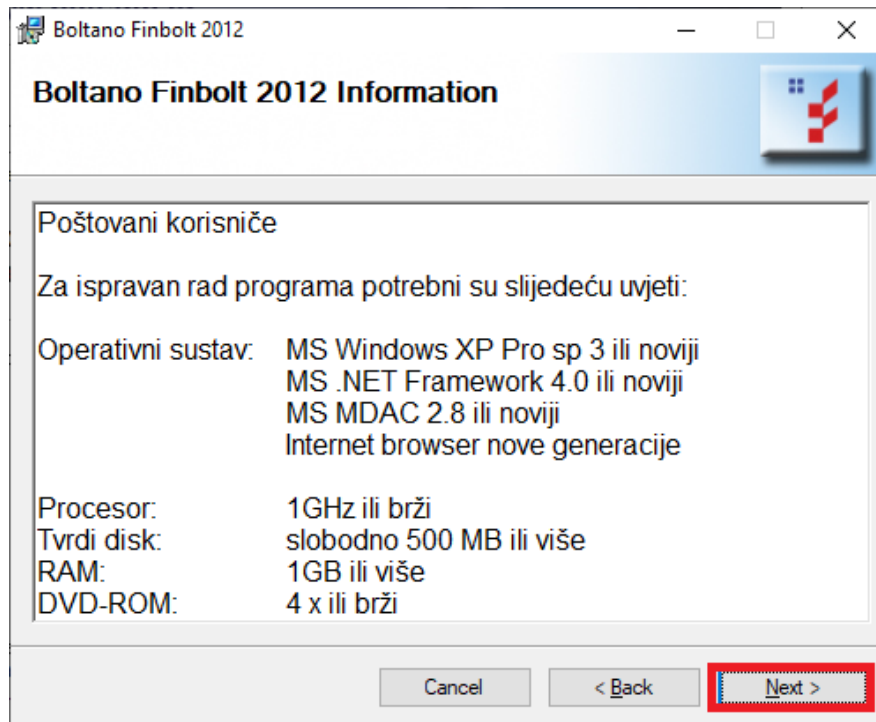 Boltano Finbolt 2012
Boltano Finbolt 2012 Information
Poštovani korisniče
Za ispravan rad programa potrebni su slijedeću uvjeti:
Operativni sustav: MS Windows XP Pro sp 3 ili noviji
MS .NET Framework 4.0 ili noviji
MS MDAC 2.8 ili noviji
Internet browser nove generacije
Procesor: 1GHz ili brži
Tvrdi disk: slobodno 500 MB ili više
RAM: 1GB ili više
DVD-ROM: 4 x ili brži
Cancel < Back Next >